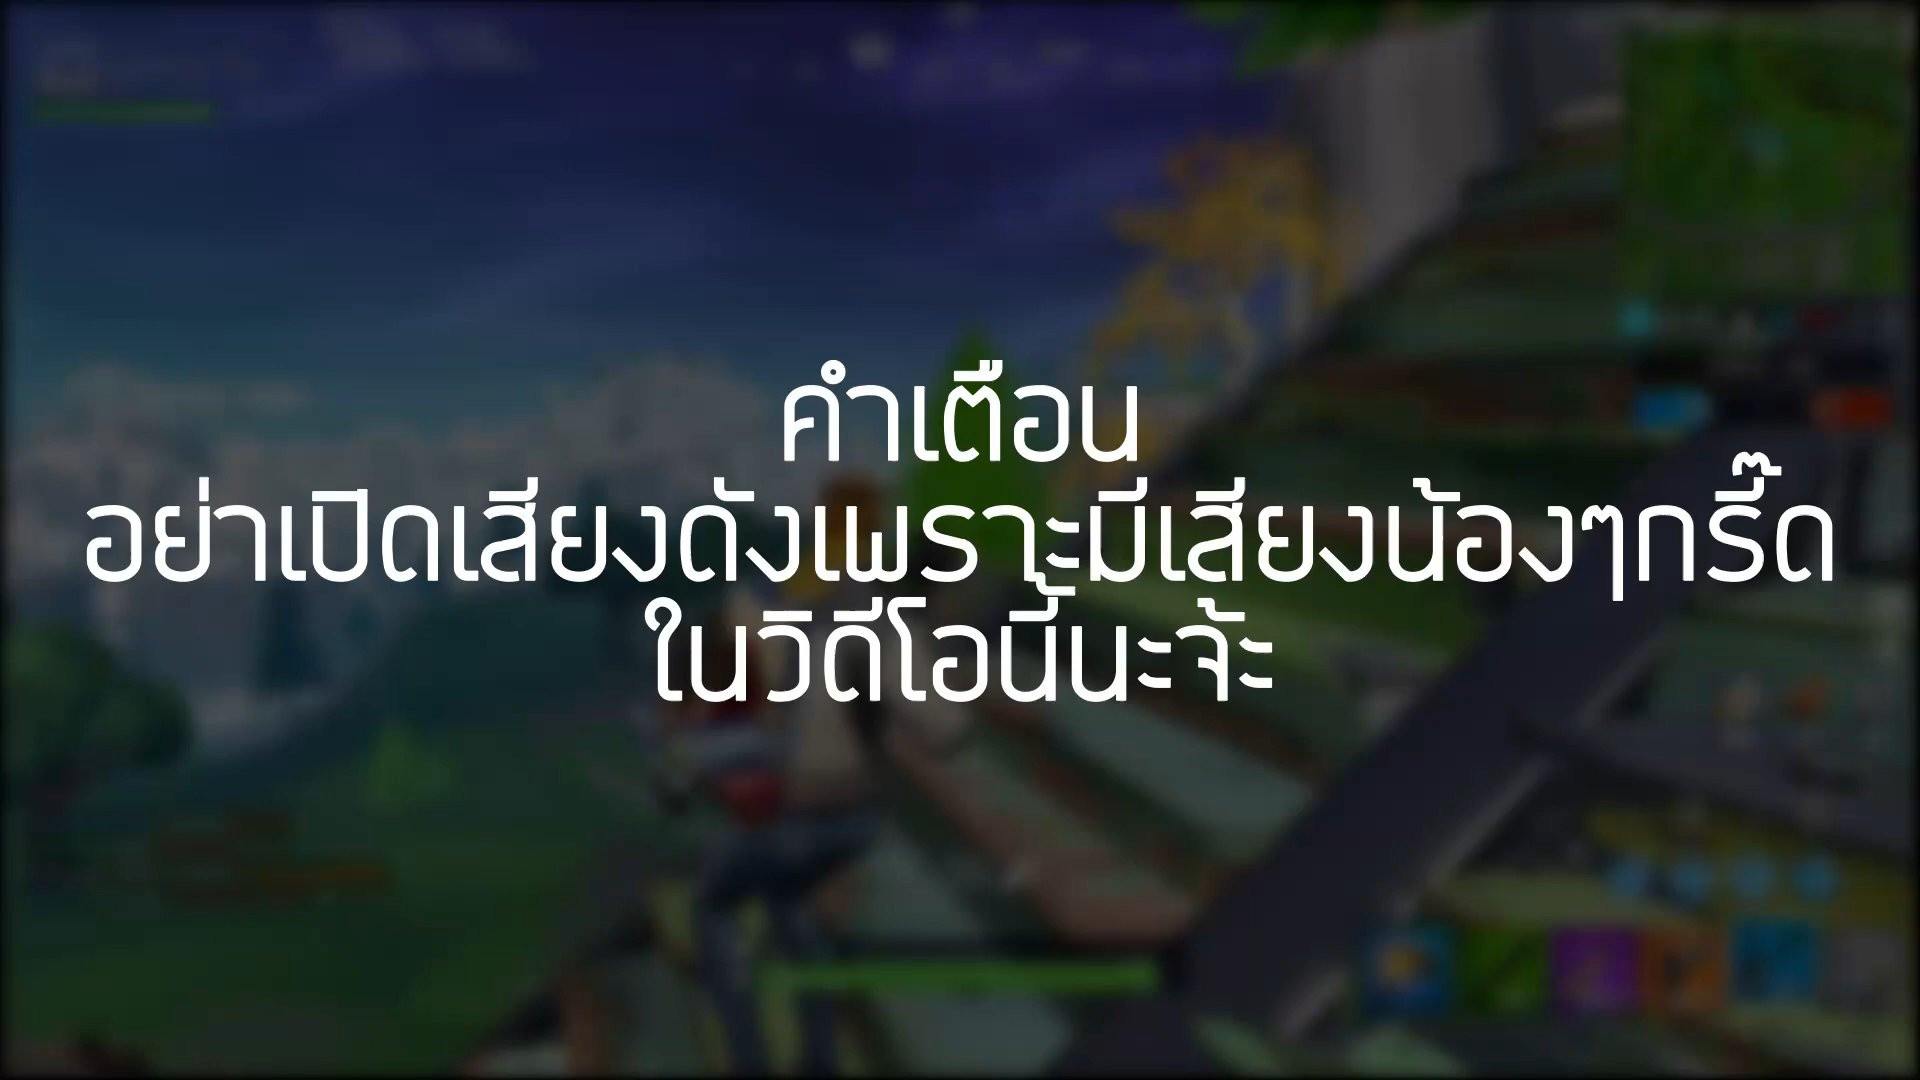 คำเตือน
อย่าเปิดเสียงดังเพราะมีเสียงน้องๆกรี๊ด
ในวิดีโอนี้นะจ้ะ